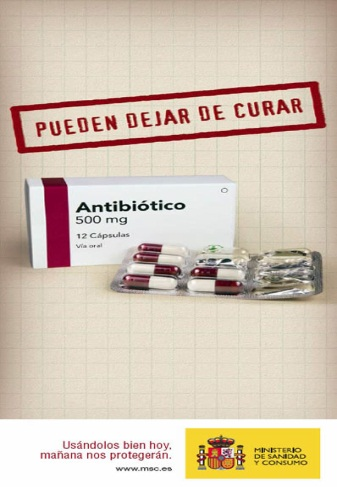 PUEDEN DEJAR DE CURAR
Antibiótico
500 mg
12 Cápsulas
Vía oral
Usándolos bien hoy,
mañana nos protegerán.
www.msc.es
MINISTERIO
DE SANIDAD
Y CONSUMO